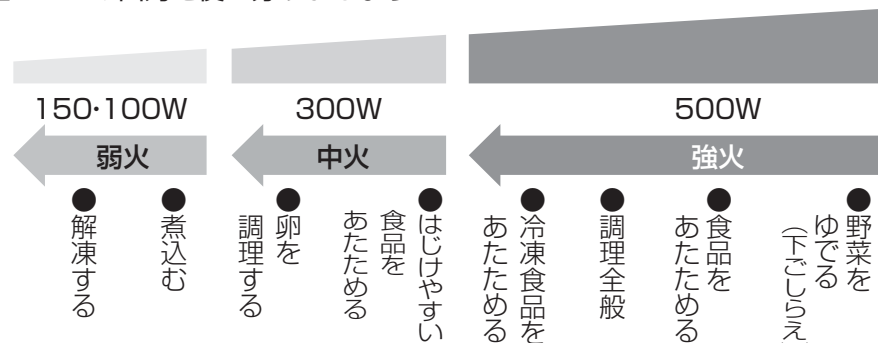 150·100W
300W
500W
弱火
中火
強火
●解凍する
●煮込む
●卵を
調理する
●はじけやすい
食品を
あたためる
●冷凍食品を
あたためる
●調理全般
●食品を
あたためる
●野菜を
ゆでる
(下ごしらえ